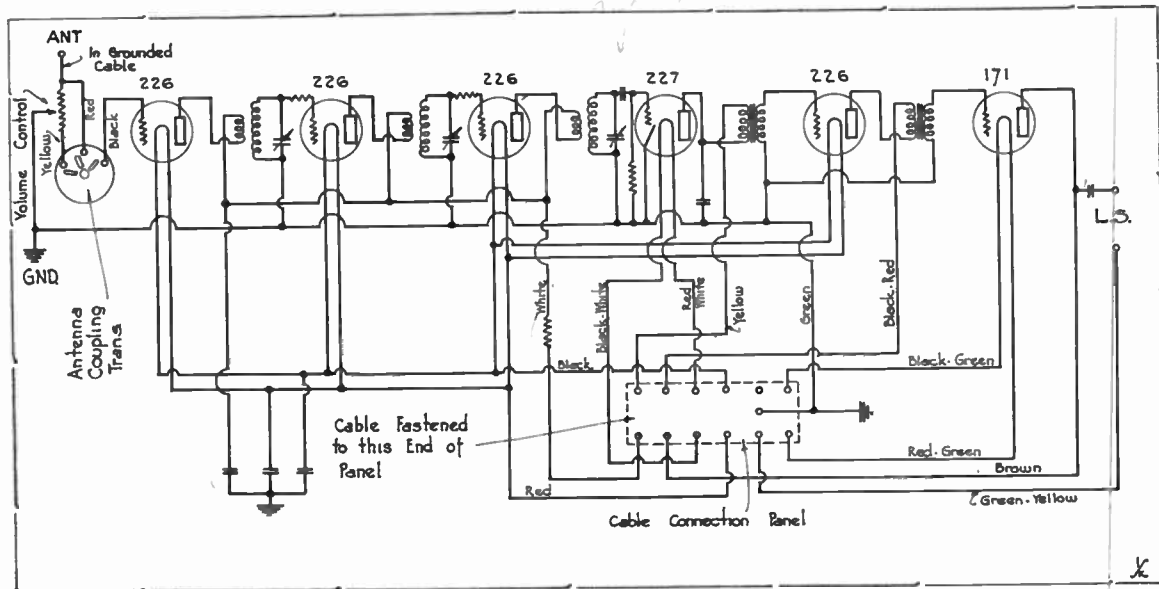 ANT
In Grounded
Cable
226
226
226
227
226
171
Volume Control
Red
Black
Yellow
GND
Antenna
Coupling
Trans.
L.S.
White
Black-White
Red
White
Yellow
Green
Black-Red
Black
Black-Green
Cable Fastened
to this End of
Panel
Red-Green
Brown
Red
Green-Yellow
Cable Connection Panel